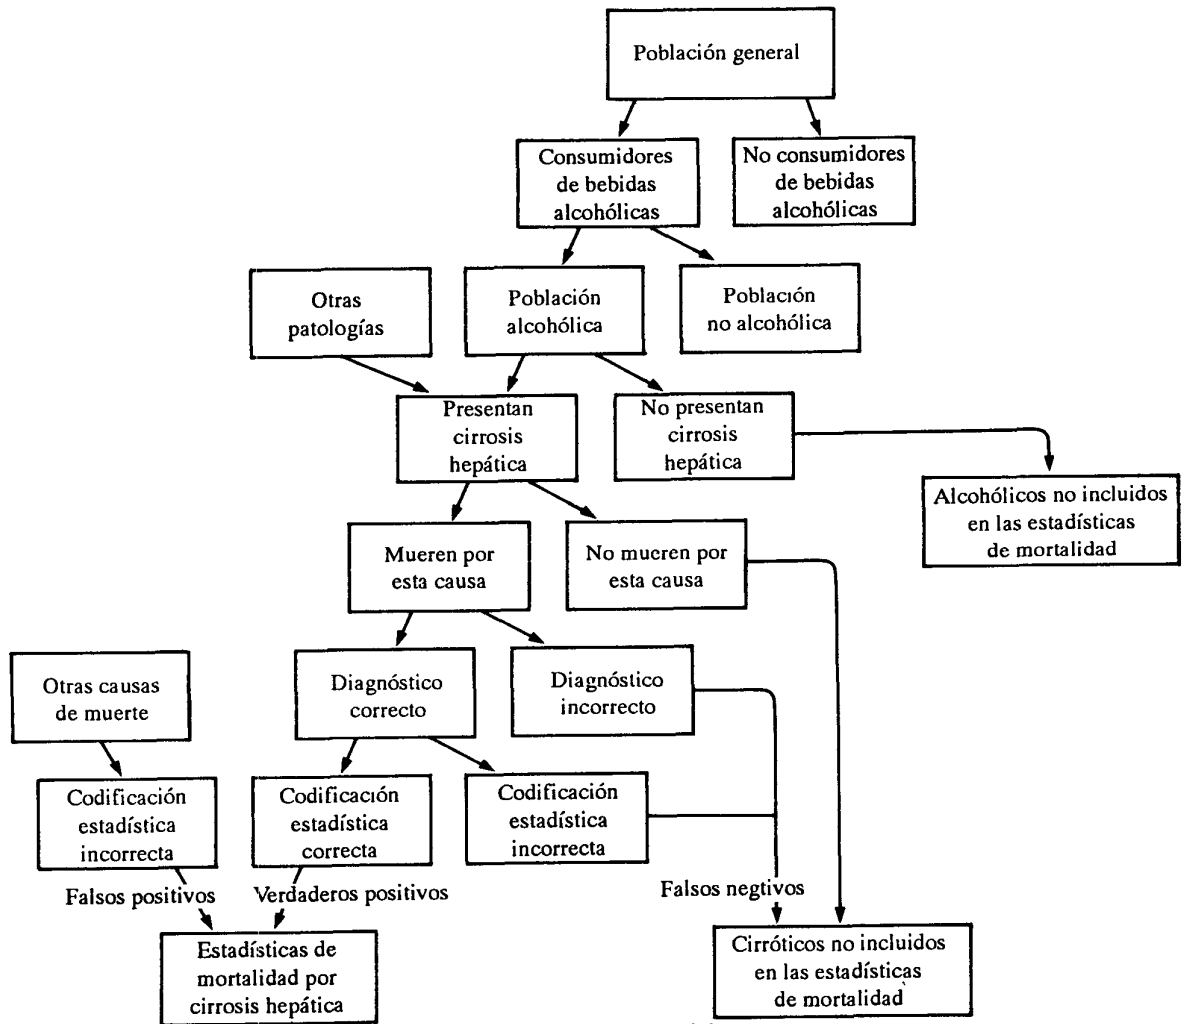 Población general
Consumidores
de bebidas
alcohólicas
No consumidores
de bebidas
alcohólicas
Otras
patologías
Población
alcohólica
Población
no alcohólica
Presentan
cirrosis
hepática
No presentan
cirrosis
hepática
Alcohólicos no incluidos
en las estadísticas
de mortalidad
Mueren por
esta causa
No mueren por
esta causa
Otras causas
de muerte
Diagnóstico
correcto
Diagnóstico
incorrecto
Codificación
estadística
incorrecta
Codificación
estadística
correcta
Codificación
estadística
incorrecta
Falsos positivos
Verdaderos positivos
Falsos negtivos
Estadísticas de
mortalidad por
cirrosis hepática
Cirróticos no incluidos
en las estadísticas
de mortalidad